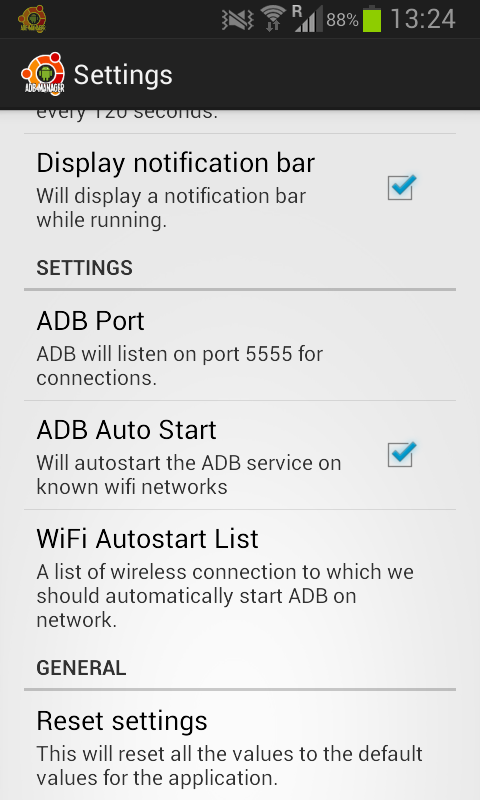 R 88% 13:24
ADB MANAGER
Settings
every 120 seconds.
Display notification bar
Will display a notification bar
while running.
SETTINGS
ADB Port
ADB will listen on port 5555 for
connections.
ADB Auto Start
Will autostart the ADB service on
known wifi networks
WiFi Autostart List
A list of wireless connection to which we
should automatically start ADB on
network.
GENERAL
Reset settings
This will reset all the values to the default
values for the application.